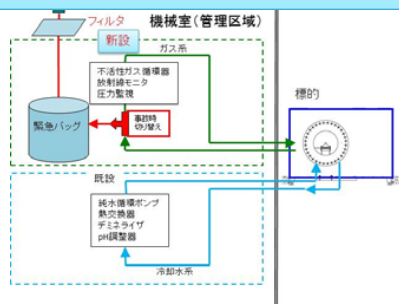 フィルタ
機械室(管理区域)
新設
ガス系
不活性ガス循環器
放射線モニタ
圧力監視
緊急バッグ
事故時
切り替え
標的
既設
純水循環ポンプ
熱交換器
デミネライザ
pH調整器
冷却水系